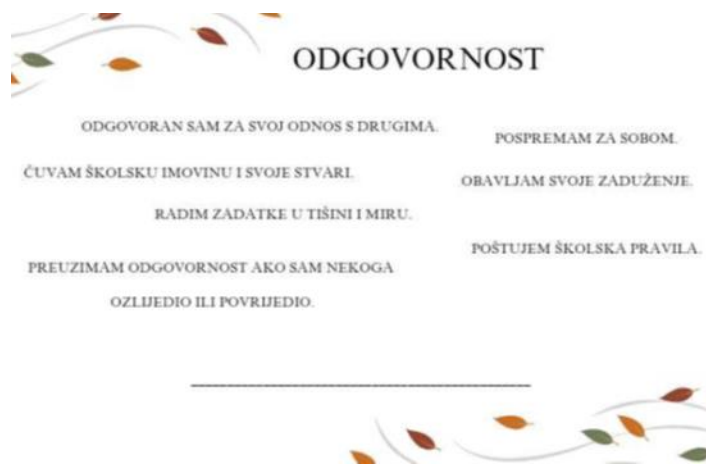 ODGOVORNOST
ODGOVORAN SAM ZA SVOJ ODNOS S DRUGIMA.
POSPREMAM ZA SOBOM.
ČUVAM ŠKOLSKU IMOVINU I SVOJE STVARI.
OBAVLJAM SVOJE ZADUŽENJE.
RADIM ZADATKE U TIŠINI I MIRU.
POŠTUJEM ŠKOLSKA PRAVILA.
PREUZIMAM ODGOVORNOST AKO SAM NEKOGA
OZLIJEDIO ILI POVRIJEDIO.